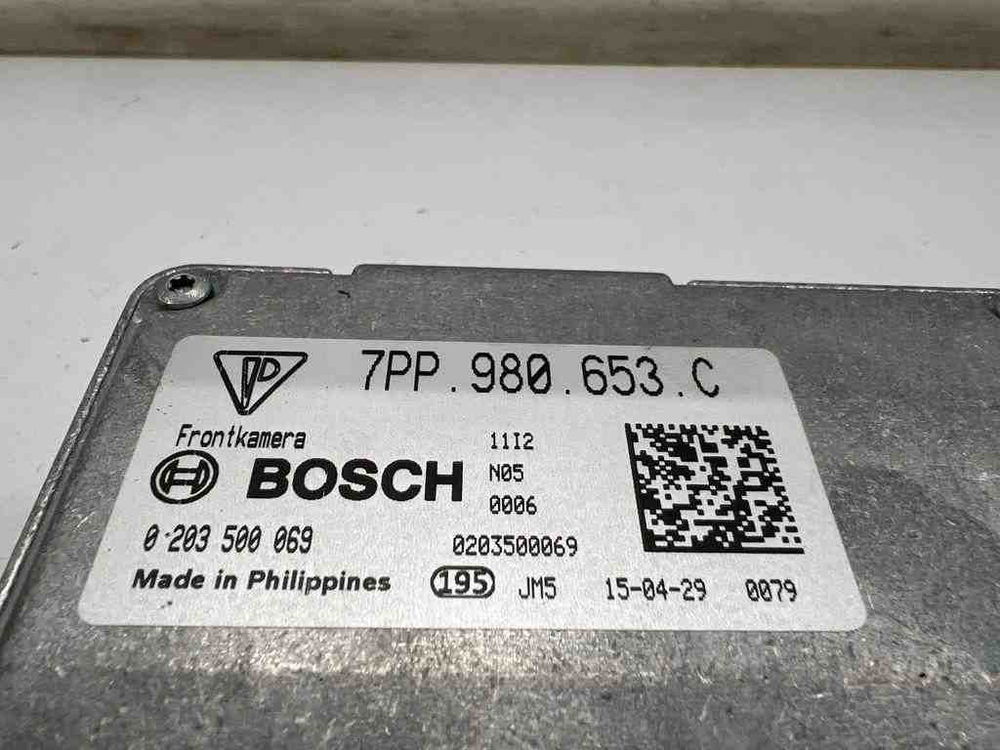 7PP.980.653.C
Frontkamera
11I2
BOSCH
N05
0006
0 203 500 069
0203500069
Made in Philippines 195 JM5 15-04-29 0079